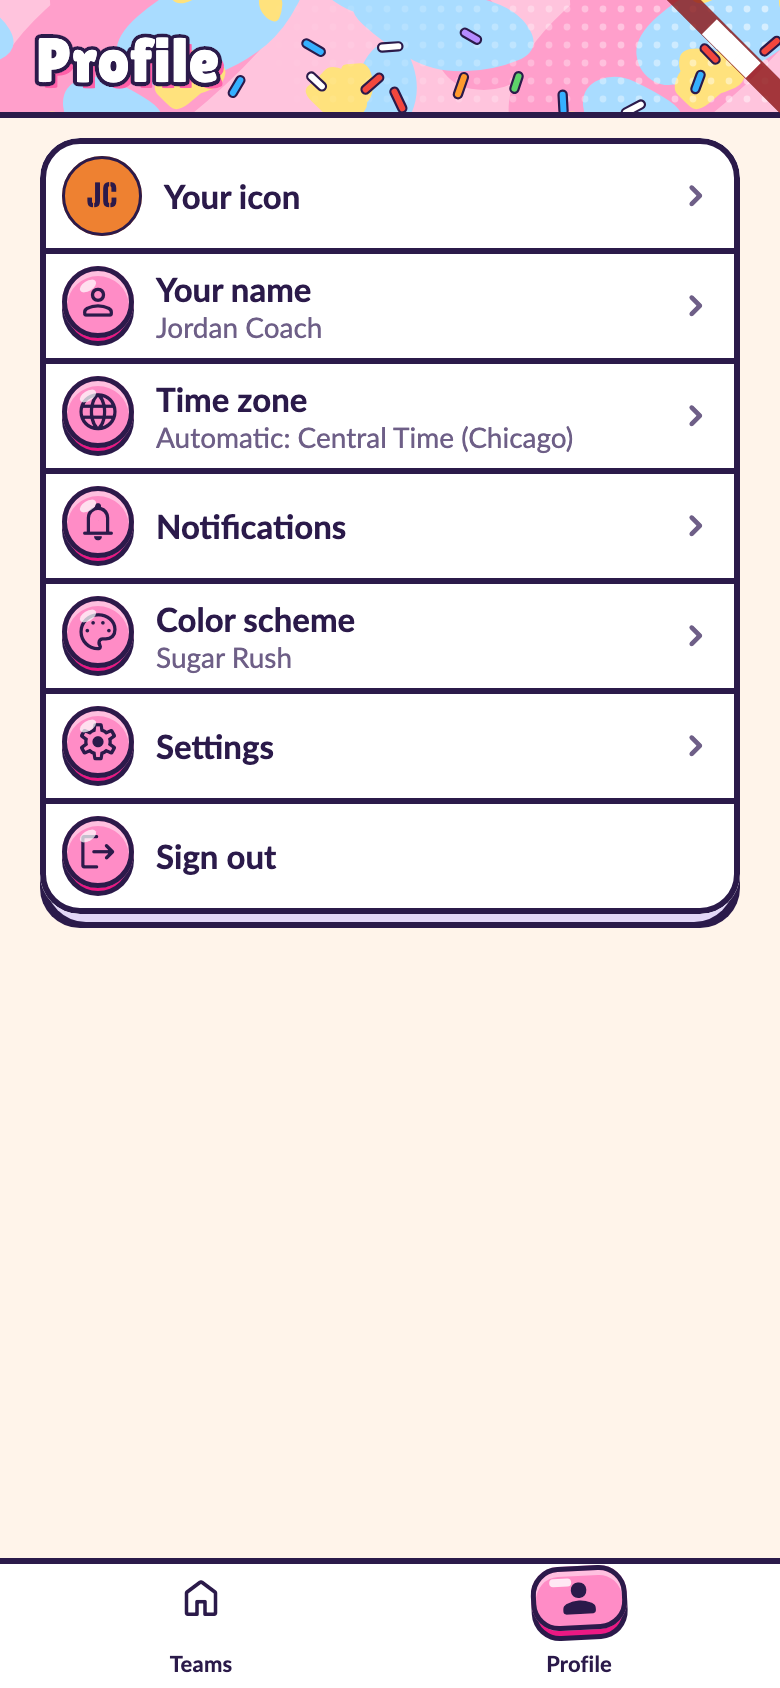 Profile
JC
Your icon
Your name
Jordan Coach
Time zone
Automatic: Central Time (Chicago)
Notifications
Color scheme
Sugar Rush
Settings
Sign out
Teams
Profile